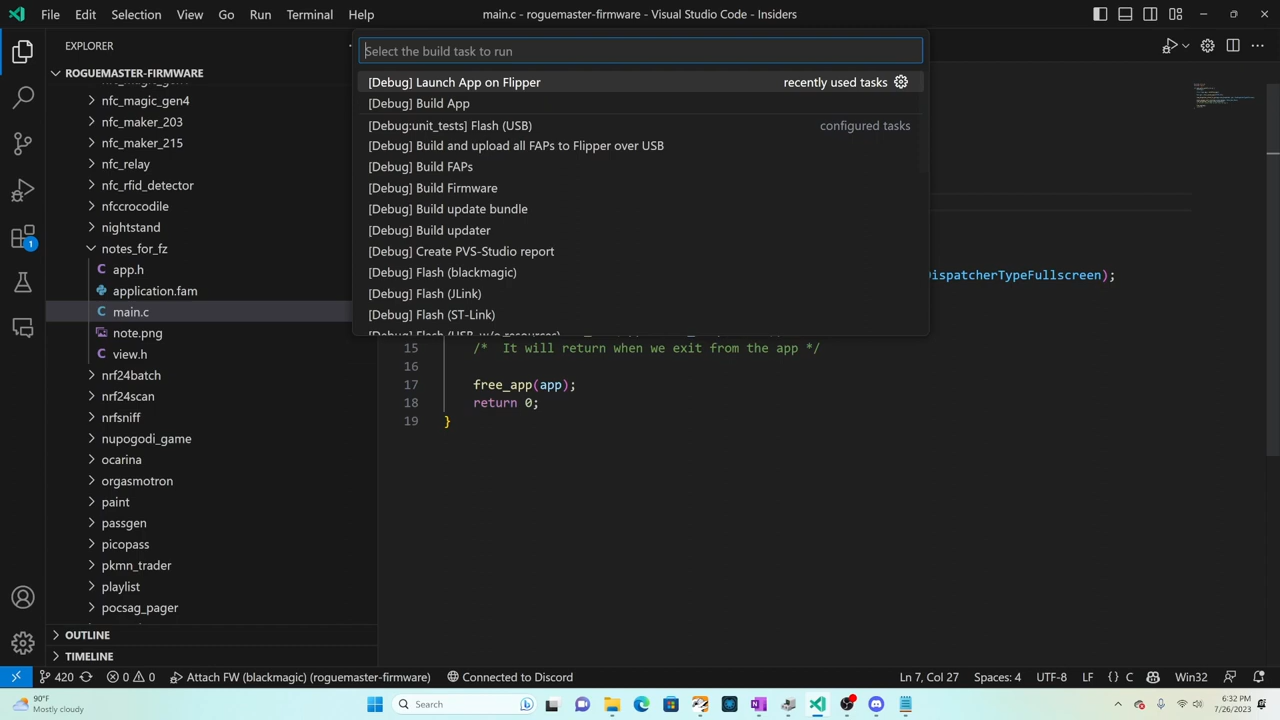 File Edit Selection View Go Run Terminal Help
main.c - roguemaster-firmware - Visual Studio Code - Insiders
EXPLORER
ROGUEMASTER-FIRMWARE
nfc_magic_gen4
nfc_maker_203
nfc_maker_215
nfc_relay
nfc_rfid_detector
nfccrocodile
nightstand
notes_for_fz
app.h
application.fam
main.c
note.png
view.h
nrf24batch
nrf24scan
nrfsniff
nupogodi_game
ocarina
orgasmotron
paint
passgen
picopass
pkmn_trader
playlist
pocsag_pager
OUTLINE
TIMELINE
Select the build task to run
[Debug] Launch App on Flipper recently used tasks
[Debug] Build App
[Debug:unit_tests] Flash (USB) configured tasks
[Debug] Build and upload all FAPs to Flipper over USB
[Debug] Build FAPs
[Debug] Build Firmware
[Debug] Build update bundle
[Debug] Build updater
[Debug] Create PVS-Studio report
[Debug] Flash (blackmagic)
[Debug] Flash (JLink)
[Debug] Flash (ST-Link)
[Debug] Flash (USB, w/o resources)
DispatcherTypeFullscreen);
15 /* It will return when we exit from the app */
16
17 free_app(app);
18 return 0;
19 }
1
420 0 0 Attach FW (blackmagic) (roguemaster-firmware) Connected to Discord
Ln 7, Col 27 Spaces: 4 UTF-8 LF {} C Win32
90°F
Mostly cloudy
Search
6:32 PM
7/26/2023